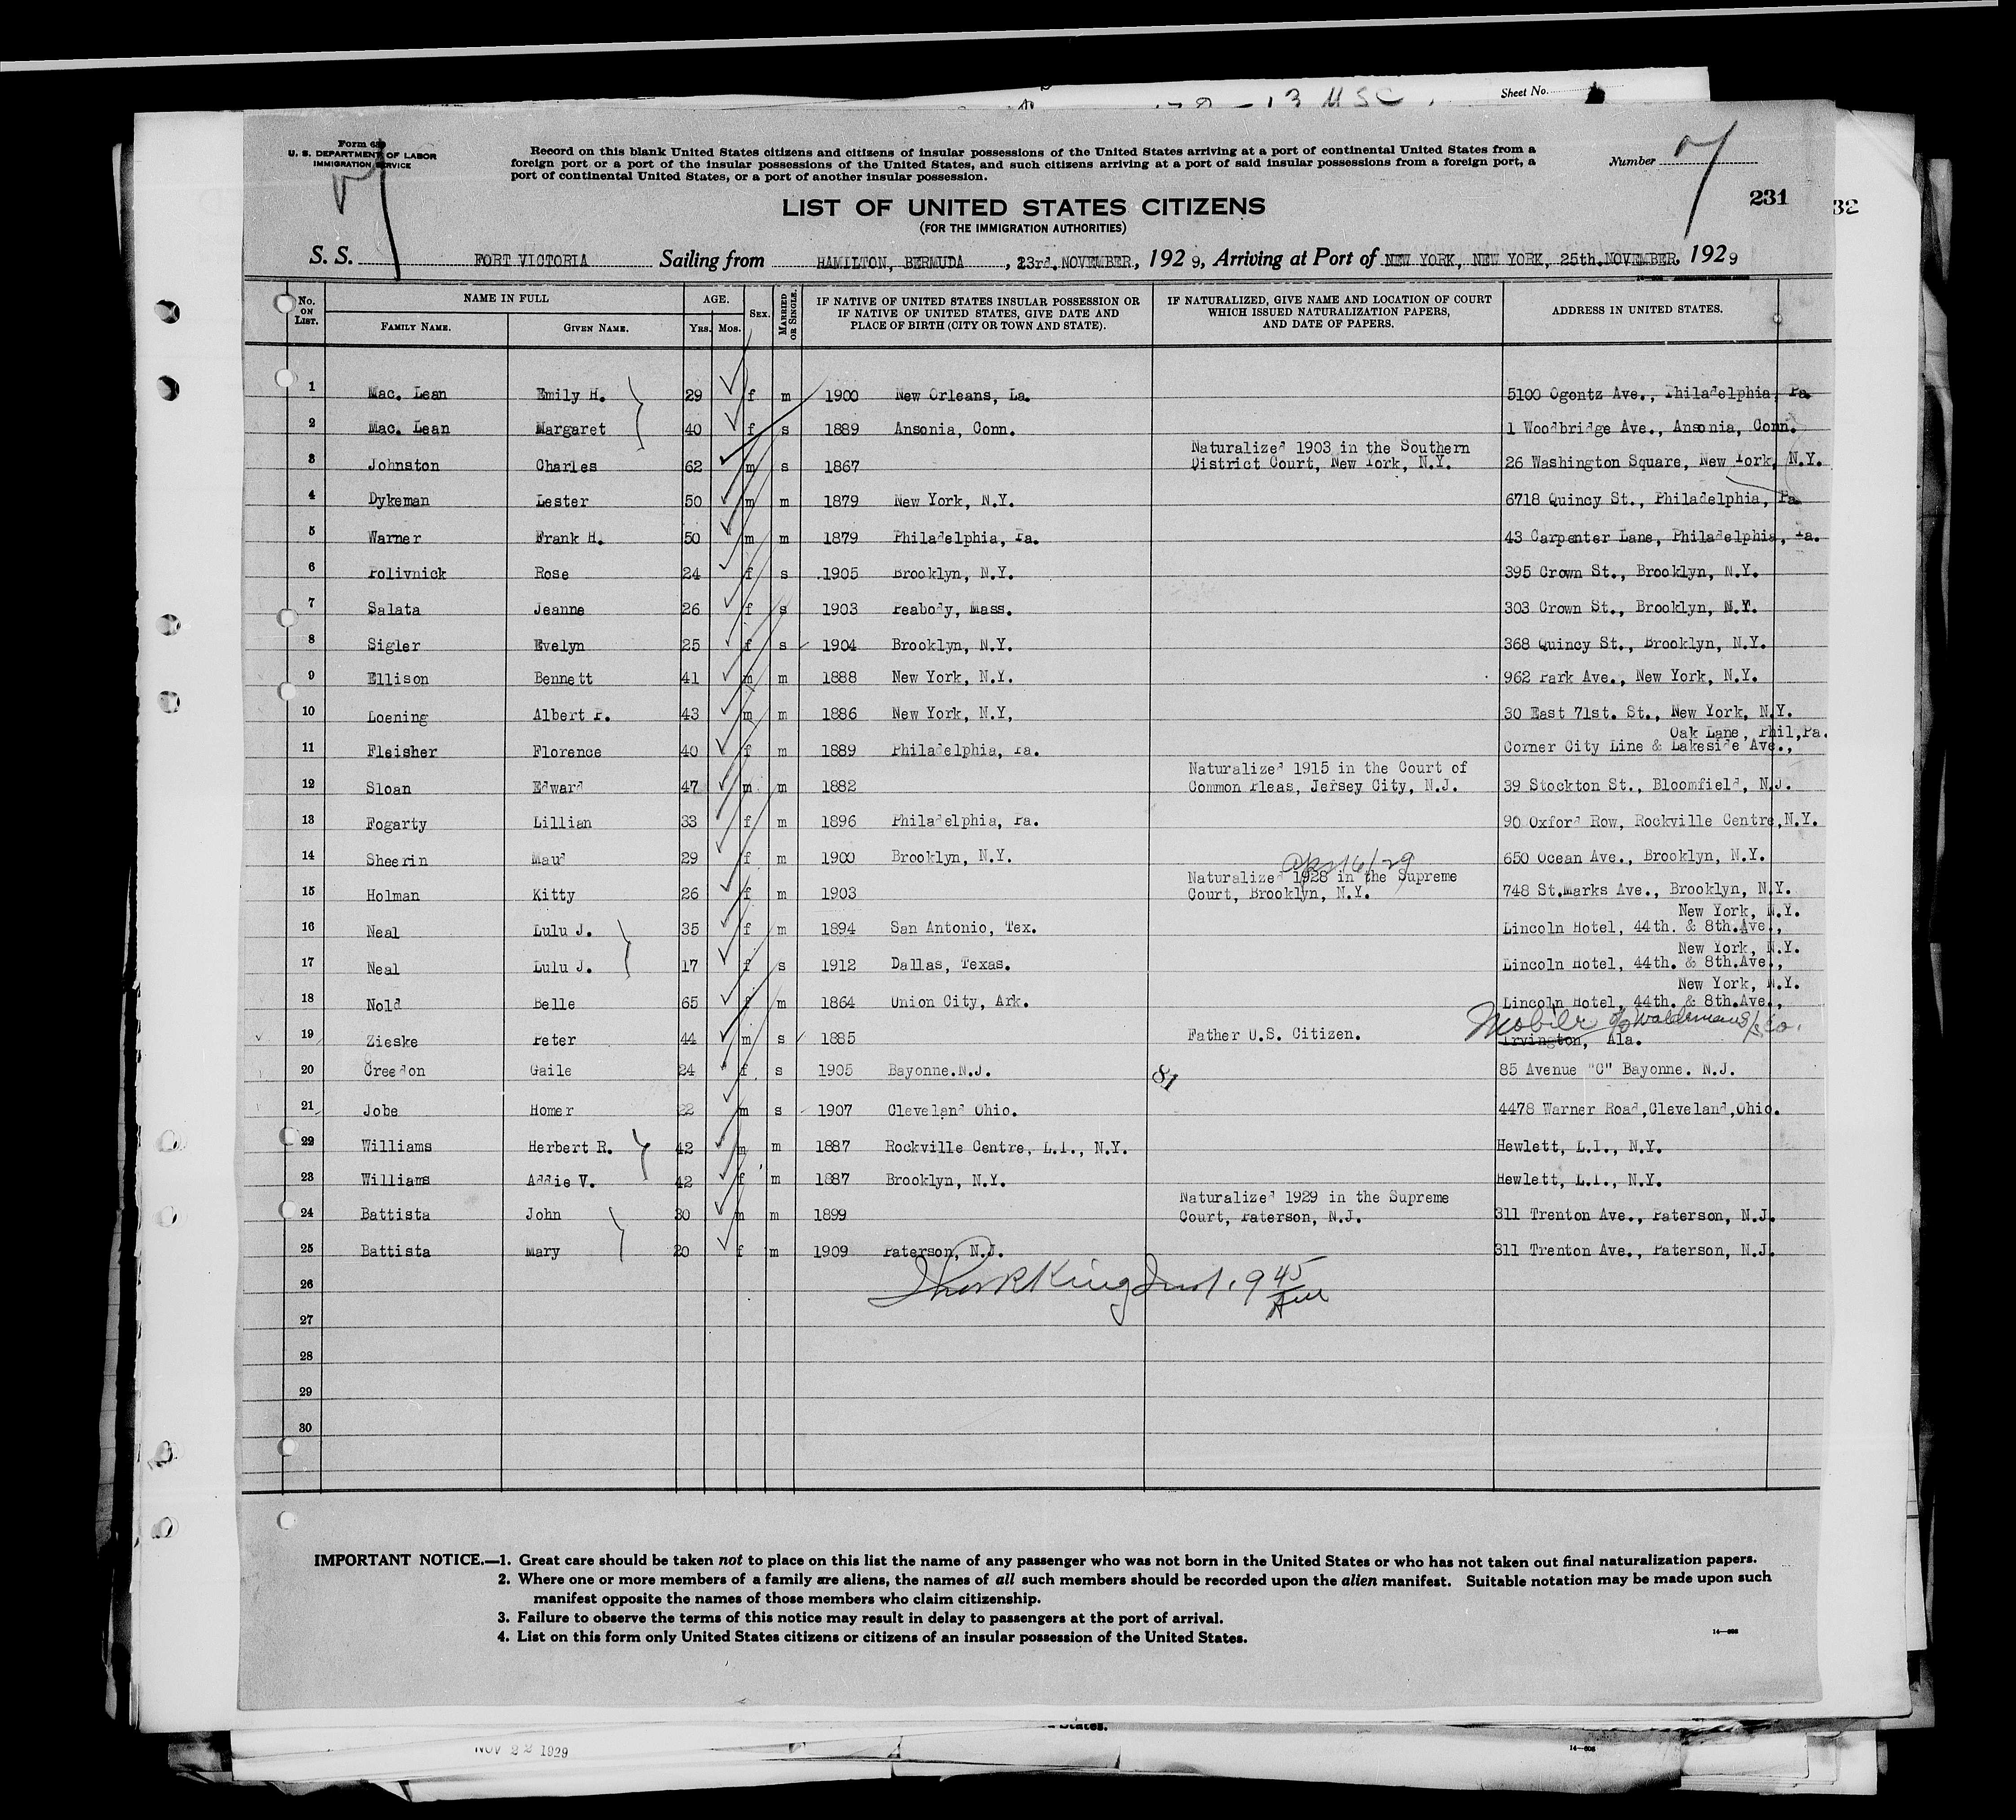 Sheet No.
13 USC.
Form 630
U. S. DEPARTMENT OF LABOR
IMMIGRATION SERVICE
Record on this blank United States citizens and citizens of insular possessions of the United States arriving at a port of continental United States from a
foreign port or a port of the insular possessions of the United States, and such citizens arriving at a port of said insular possessions from a foreign port, a
port of continental United States, or a port of another insular possession.
Number 7
231
32
LIST OF UNITED STATES CITIZENS
(FOR THE IMMIGRATION AUTHORITIES)
S. S. FORT VICTORIA Sailing from HAMILTON, BERMUDA, 23rd. NOVEMBER, 1929, Arriving at Port of NEW YORK, NEW YORK, 25th. NOVEMBER, 1929
No. ON LIST. NAME IN FULL FAMILY NAME. GIVEN NAME. AGE. YRS. MOS. SEX. MARRIED OR SINGLE. IF NATIVE OF UNITED STATES INSULAR POSSESSION OR IF NATIVE OF UNITED STATES, GIVE DATE AND PLACE OF BIRTH (CITY OR TOWN AND STATE). IF NATURALIZED, GIVE NAME AND LOCATION OF COURT WHICH ISSUED NATURALIZATION PAPERS, AND DATE OF PAPERS. ADDRESS IN UNITED STATES.
1 Mac. Lean Emily H. 29 f m 1900 New Orleans, La. 5100 Ogontz Ave., Philadelphia, Pa.
2 Mac. Lean Margaret 40 f s 1889 Ansonia, Conn. 1 Woodbridge Ave., Ansonia, Conn.
Naturalized 1903 in the Southern
3 Johnston Charles 62 m s 1867 District Court, New York, N.Y. 26 Washington Square, New York, N.Y.
4 Dykeman Lester 50 m m 1879 New York, N.Y. 6718 Quincy St., Philadelphia, Pa.
5 Warner Frank H. 50 m m 1879 Philadelphia, Pa. 43 Carpenter Lane, Philadelphia, Pa.
6 Polivnick Rose 24 f s 1905 Brooklyn, N.Y. 395 Crown St., Brooklyn, N.Y.
7 Salata Jeanne 26 f s 1903 Peabody, Mass. 303 Crown St., Brooklyn, N.Y.
8 Sigler Evelyn 25 f s 1904 Brooklyn, N.Y. 368 Quincy St., Brooklyn, N.Y.
9 Ellison Bennett 41 m m 1888 New York, N.Y. 962 Park Ave., New York, N.Y.
10 Loening Albert P. 43 m m 1886 New York, N.Y, 30 East 71st. St., New York, N.Y.
Oak Lane, Phil,Pa.
11 Fleisher Florence 40 f m 1889 Philadelphia, Pa. Corner City Line & Lakeside Ave.,
Naturalized 1915 in the Court of
12 Sloan Edward 47 m m 1882 Common Pleas, Jersey City, N.J. 39 Stockton St., Bloomfield, N.J.
13 Fogarty Lillian 33 f m 1896 Philadelphia, Pa. 90 Oxford Row, Rockville Centre,N.Y.
14 Sheerin Maud 29 f m 1900 Brooklyn, N.Y. 650 Ocean Ave., Brooklyn, N.Y.
Naturalized 1928 in the Supreme
15 Holman Kitty 26 f m 1903 Court, Brooklyn, N.Y. 748 St.Marks Ave., Brooklyn, N.Y.
New York, N.Y.
16 Neal Lulu J. 35 f m 1894 San Antonio, Tex. Lincoln Hotel, 44th. & 8th.Ave.,
New York, N.Y.
17 Neal Lulu J. 17 f s 1912 Dallas, Texas. Lincoln Hotel, 44th. & 8th.Ave.,
New York, N.Y.
18 Nold Belle 65 f m 1864 Union City, Ark. Lincoln Hotel, 44th. & 8th.Ave.,
Mobile c/o Waldemans S/S Co.
19 Zieske Peter 44 m s 1885 Father U.S. Citizen. Irvington, Ala.
20 Creedon Gaile 24 f s 1905 Bayonne.N.J. 81 85 Avenue "C" Bayonne. N.J.
21 Jobe Homer 22 m s 1907 Cleveland Ohio. 4478 Warner Road,Cleveland,Ohio.
22 Williams Herbert R. 42 m m 1887 Rockville Centre, L.I., N.Y. Hewlett, L.I., N.Y.
23 Williams Addie V. 42 f m 1887 Brooklyn, N.Y. Hewlett, L.I., N.Y.
Naturalized 1929 in the Supreme
24 Battista John 30 m m 1899 Court, Paterson, N.J. 311 Trenton Ave., Paterson, N.J.
25 Battista Mary 20 f m 1909 Paterson, N.J. 311 Trenton Ave., Paterson, N.J.
26
27
28
29
30
IMPORTANT NOTICE.—1. Great care should be taken not to place on this list the name of any passenger who was not born in the United States or who has not taken out final naturalization papers.
2. Where one or more members of a family are aliens, the names of all such members should be recorded upon the alien manifest. Suitable notation may be made upon such
manifest opposite the names of those members who claim citizenship.
3. Failure to observe the terms of this notice may result in delay to passengers at the port of arrival.
4. List on this form only United States citizens or citizens of an insular possession of the United States.
States.
NOV 22 1929